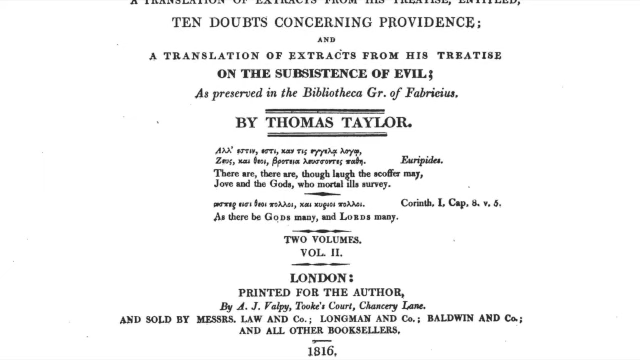 A TRANSLATION OF EXTRACTS FROM HIS TREATISE, ENTITLED,
TEN DOUBTS CONCERNING PROVIDENCE;
AND
A TRANSLATION OF EXTRACTS FROM HIS TREATISE
ON THE SUBSISTENCE OF EVIL;
As preserved in the Bibliotheca Gr. of Fabricius.
BY THOMAS TAYLOR.
Αλλ' εστιν, εστι, καν τις εγγελᾳ λογῳ,
Ζευς, και θεοι, βροτεια λευσσοντες παθη. Euripides.
There are, there are, though laugh the scoffer may,
Jove and the Gods, who mortal ills survey.
ωσπερ εισι θεοι πολλοι, και κυριοι πολλοι. Corinth. I. Cap. 8. v. 5.
As there be GODS many, and LORDS many.
TWO VOLUMES.
VOL. II.
LONDON:
PRINTED FOR THE AUTHOR,
By A. J. Valpy, Tooke's Court, Chancery Lane.
AND SOLD BY MESSRS. LAW AND Co.; LONGMAN AND Co.; BALDWIN AND Co.;
AND ALL OTHER BOOKSELLERS.
1816.